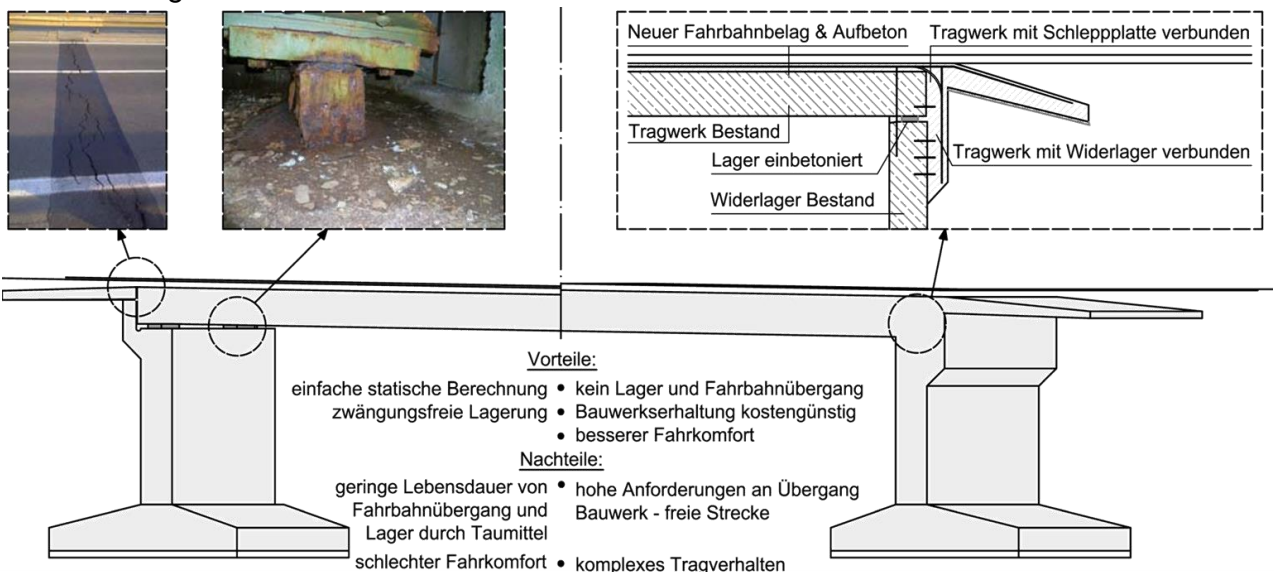 Neuer Fahrbahnbelag & Aufbeton
Tragwerk mit Schleppplatte verbunden
Tragwerk Bestand
Lager einbetoniert
Tragwerk mit Widerlager verbunden
Widerlager Bestand
Vorteile:
einfache statische Berechnung • kein Lager und Fahrbahnübergang
zwängungsfreie Lagerung • Bauwerkserhaltung kostengünstig
• besserer Fahrkomfort
Nachteile:
geringe Lebensdauer von • hohe Anforderungen an Übergang
Fahrbahnübergang und Bauwerk - freie Strecke
Lager durch Taumittel
schlechter Fahrkomfort • komplexes Tragverhalten